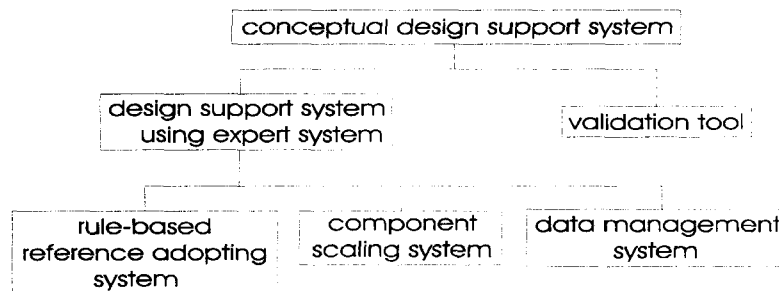 conceptual design support system
design support system
using expert system
validation tool
rule-based
reference adopting
system
component
scaling system
data management
system